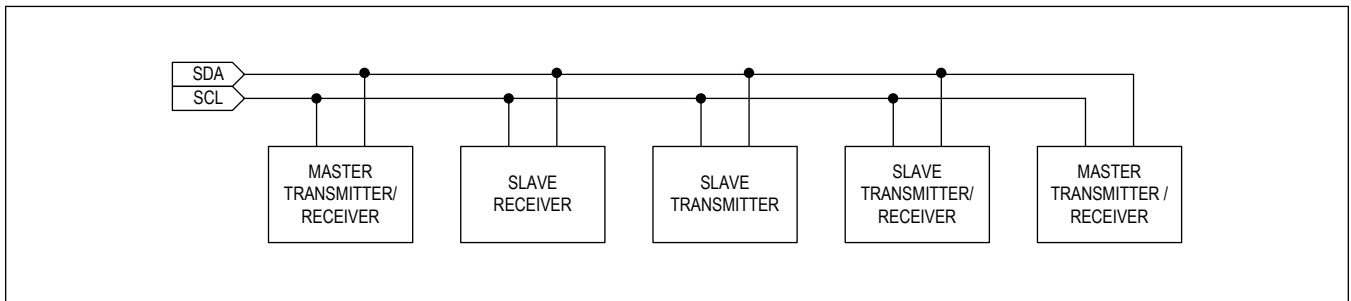 SDA
SCL
MASTER
TRANSMITTER/
RECEIVER
SLAVE
RECEIVER
SLAVE
TRANSMITTER
SLAVE
TRANSMITTER/
RECEIVER
MASTER
TRANSMITTER /
RECEIVER